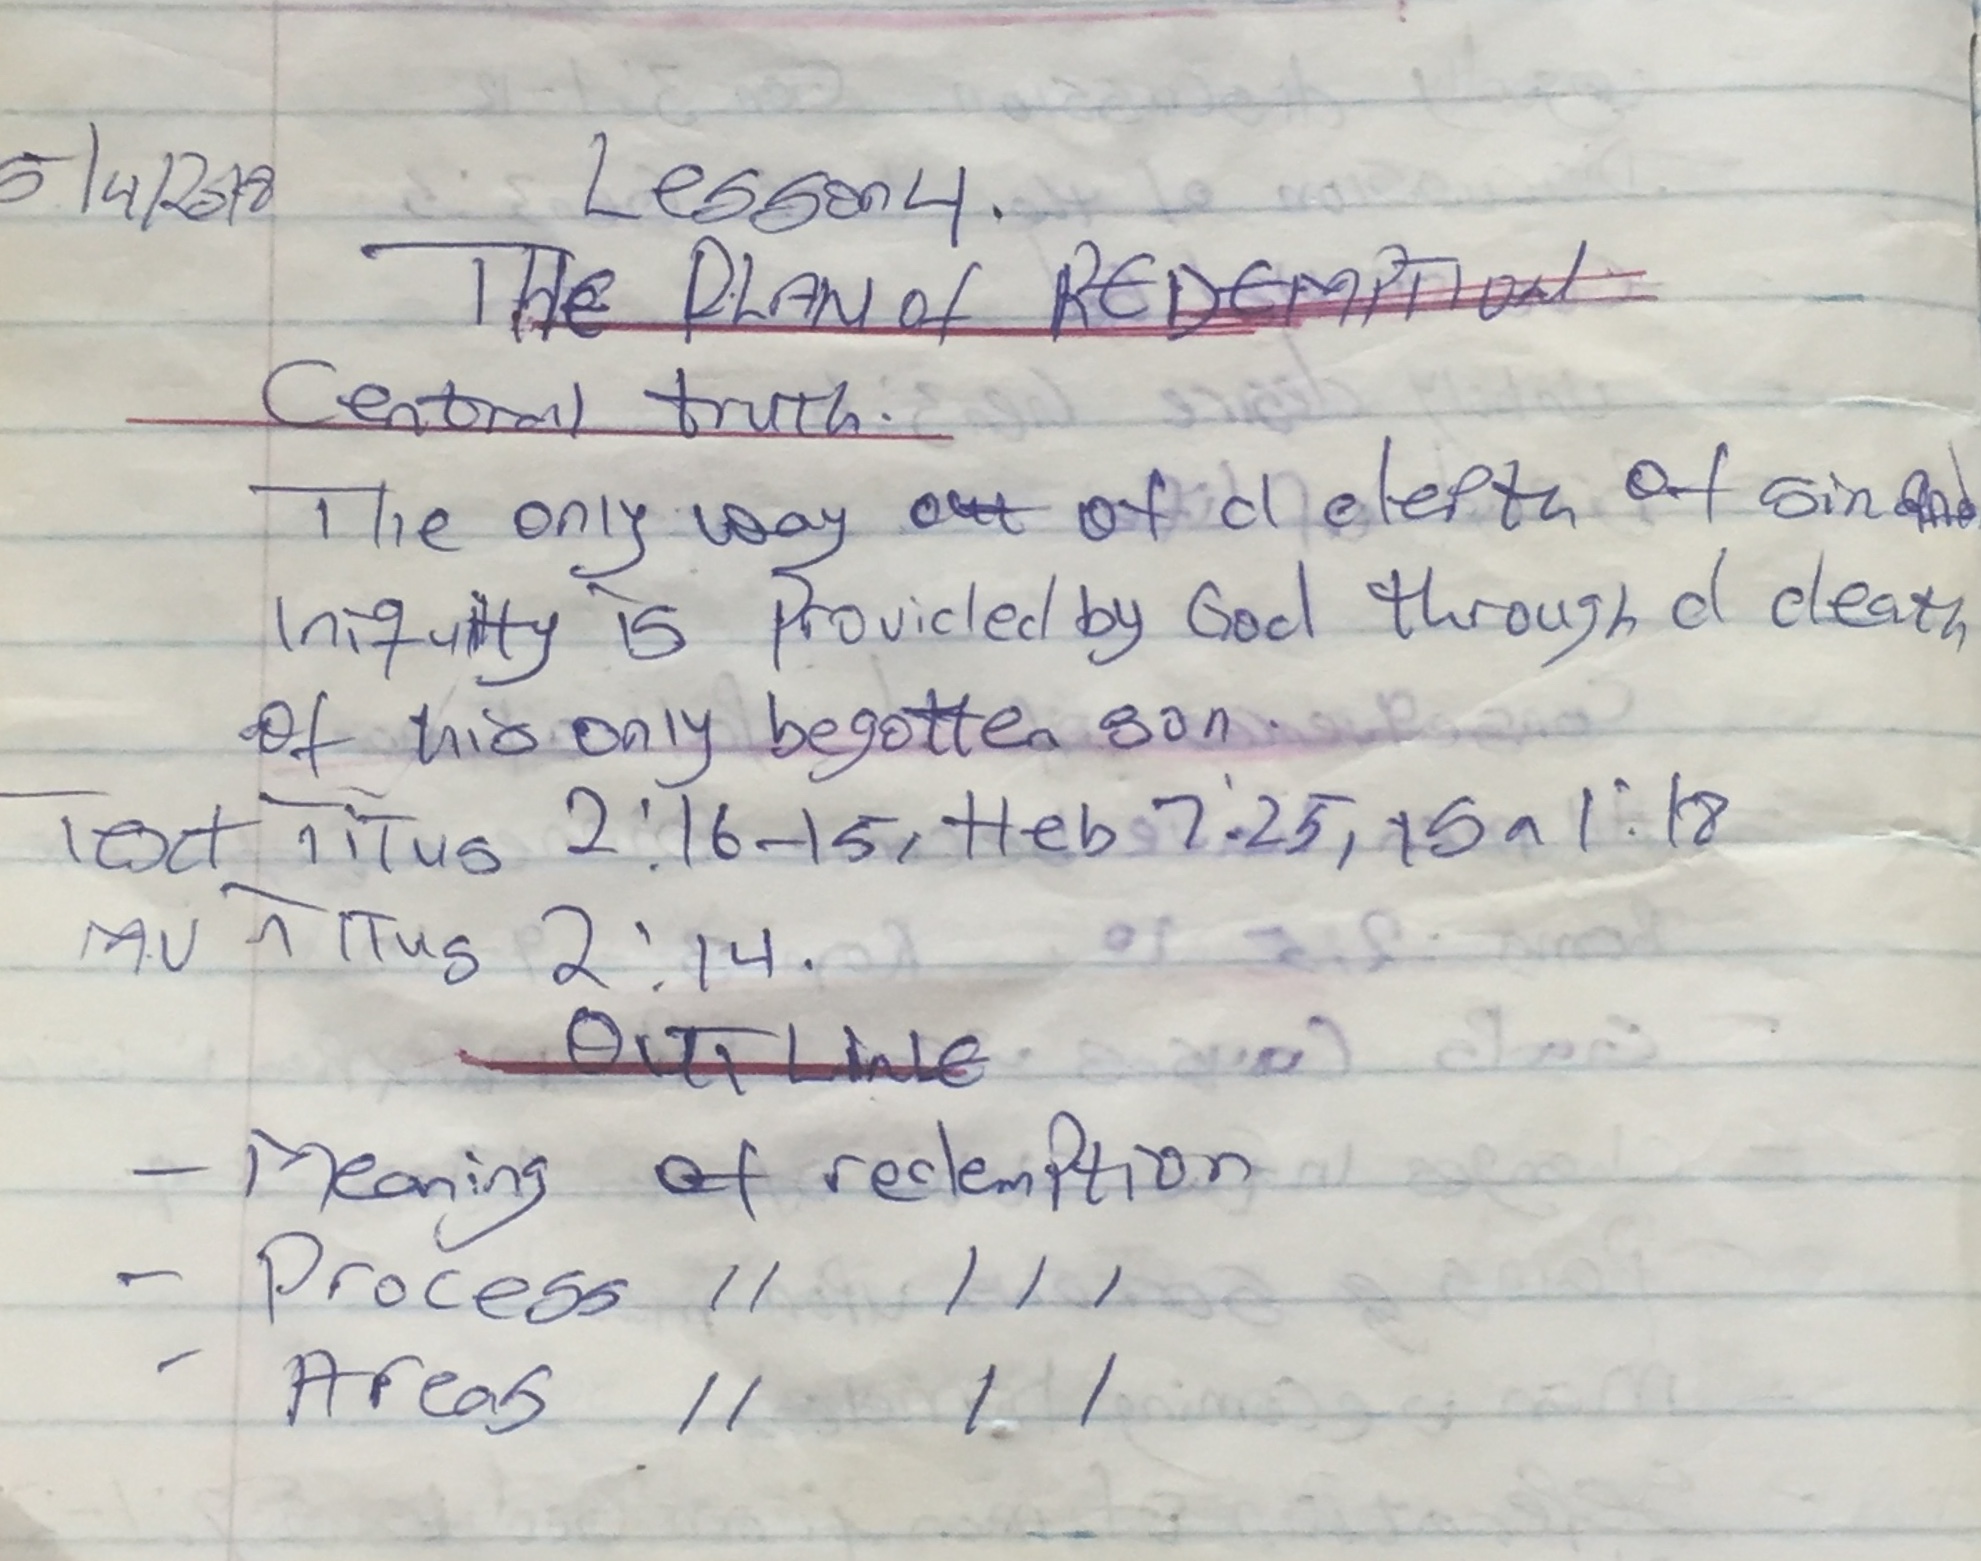 5/4/2018 Lesson 4.
The PLAN of REDEMPTION
Central truth.
The only way out of d depth of sin and
Iniquity is provided by God through d death
of his only begotten son.
Text Titus 2:16-15, Heb 7:25, 1:18
MV Titus 2:14.
OutLINE
- Meaning of redemption
- Process // / / /
- Areas // / /